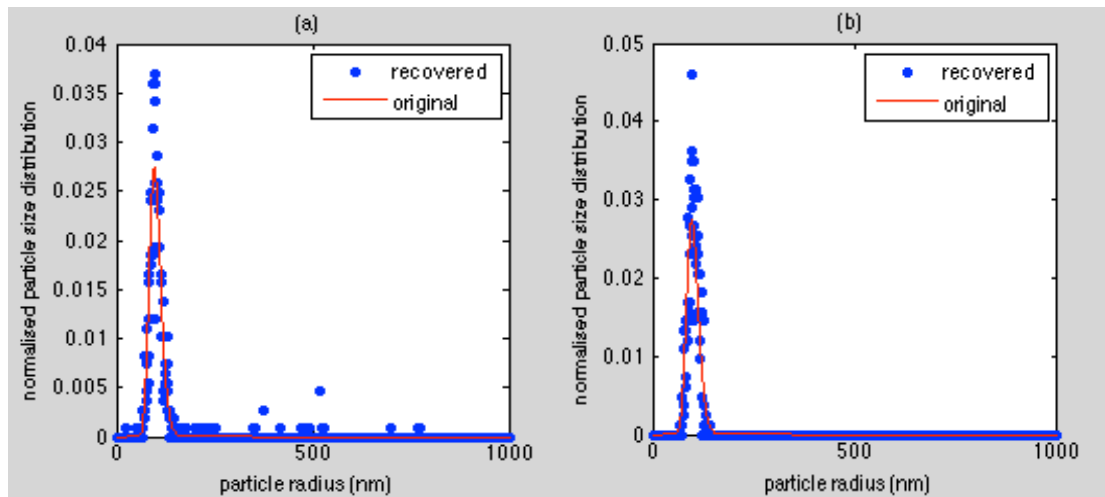 (a)
0.04
0.035
0.03
0.025
0.02
0.015
0.01
0.005
0
0
500
1000
normalised particle size distribution
particle radius (nm)
recovered
original
(b)
0.05
0.04
0.03
0.02
0.01
0
0
500
1000
normalised particle size distribution
particle radius (nm)
recovered
original